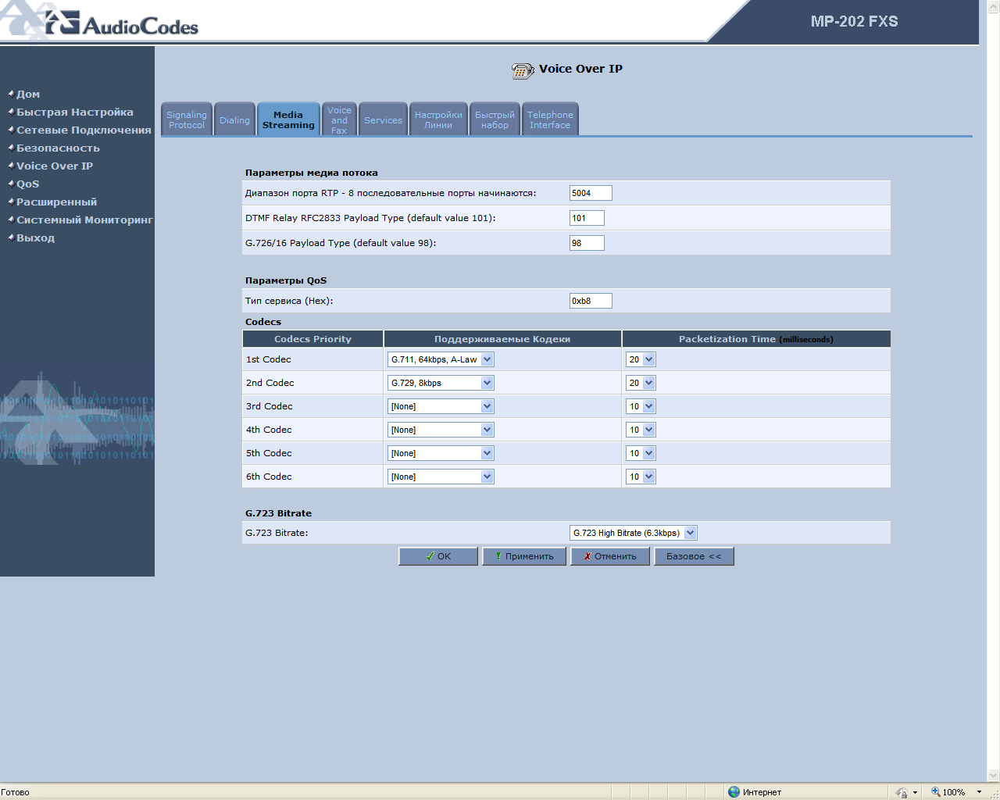 AudioCodes
MP-202 FXS
Дом
Быстрая Настройка
Сетевые Подключения
Безопасность
Voice Over IP
QoS
Расширенный
Системный Мониторинг
Выход
Voice Over IP
Signaling Protocol
Dialing
Media Streaming
Voice and Fax
Services
Настройки Линии
Быстрый набор
Telephone Interface
Параметры медиа потока
Диапазон порта RTP - 8 последовательные порты начинаются: 5004
DTMF Relay RFC2833 Payload Type (default value 101): 101
G.726/16 Payload Type (default value 98): 98
Параметры QoS
Тип сервиса (Hex): 0xb8
Codecs
Codecs Priority Поддерживаемые Кодеки Packetization Time (milliseconds)
1st Codec G.711, 64kbps, A-Law 20
2nd Codec G.729, 8kbps 20
3rd Codec [None] 10
4th Codec [None] 10
5th Codec [None] 10
6th Codec [None] 10
G.723 Bitrate
G.723 Bitrate: G.723 High Bitrate (6.3kbps)
OK Применить Отменить Базовое <<
Готово Интернет 100%